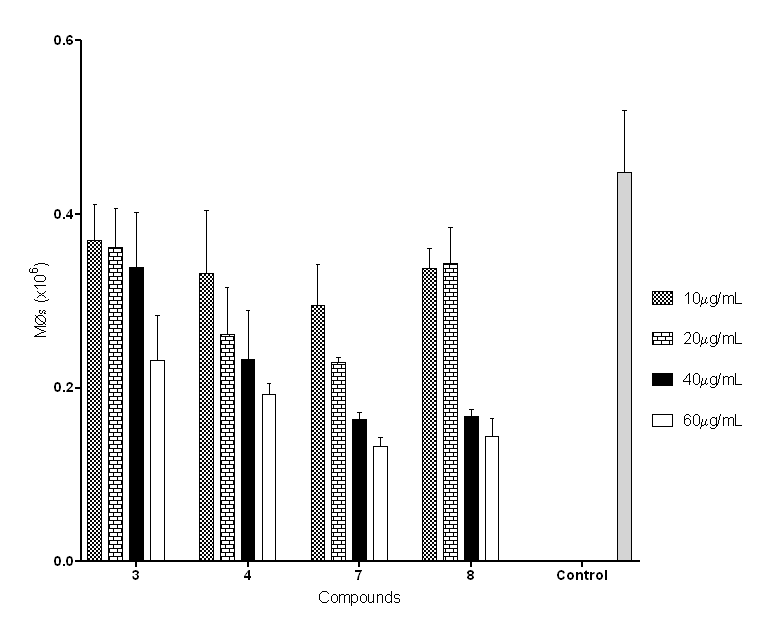 0.6
0.4
0.2
0.0
MØs (x10⁶)
3 4 7 8 Control
Compounds
10µg/mL
20µg/mL
40µg/mL
60µg/mL